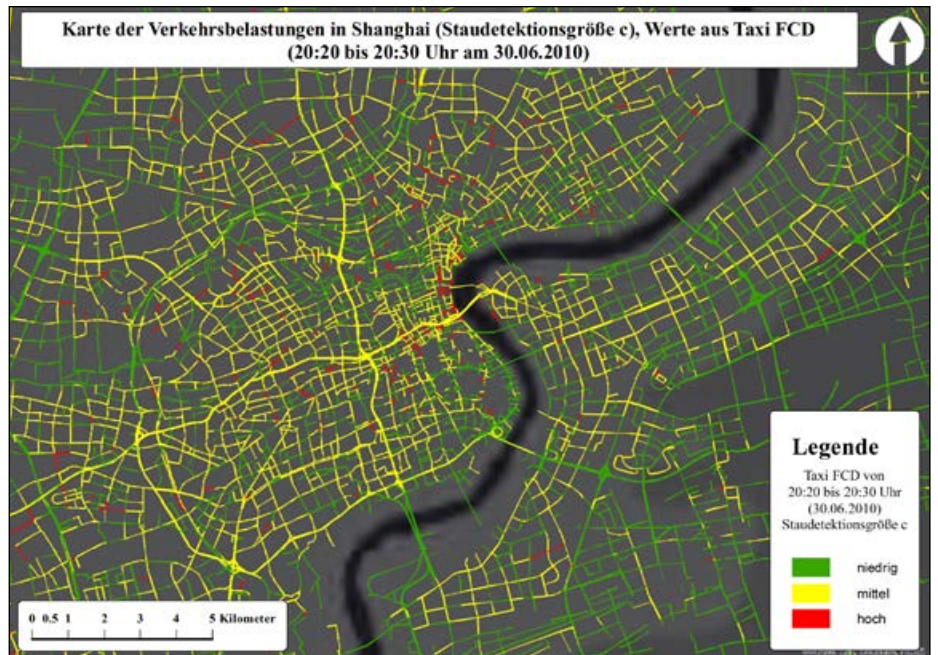 Karte der Verkehrsbelastungen in Shanghai (Staudetektionsgröße c), Werte aus Taxi FCD
(20:20 bis 20:30 Uhr am 30.06.2010)
Legende
Taxi FCD von
20:20 bis 20:30 Uhr
(30.06.2010)
Staudetektionsgröße c
niedrig
mittel
hoch
0 0.5 1 2 3 4 5 Kilometer